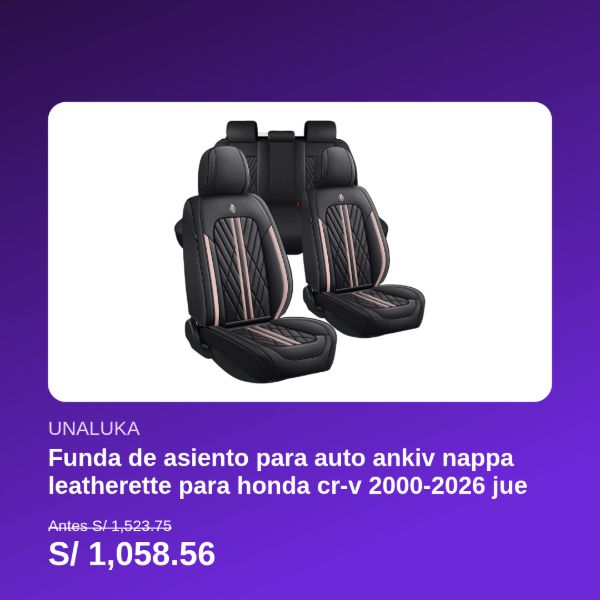 UNALUKA
Funda de asiento para auto ankiv nappa
leatherette para honda cr-v 2000-2026 jue
Antes S/ 1,523.75
S/ 1,058.56